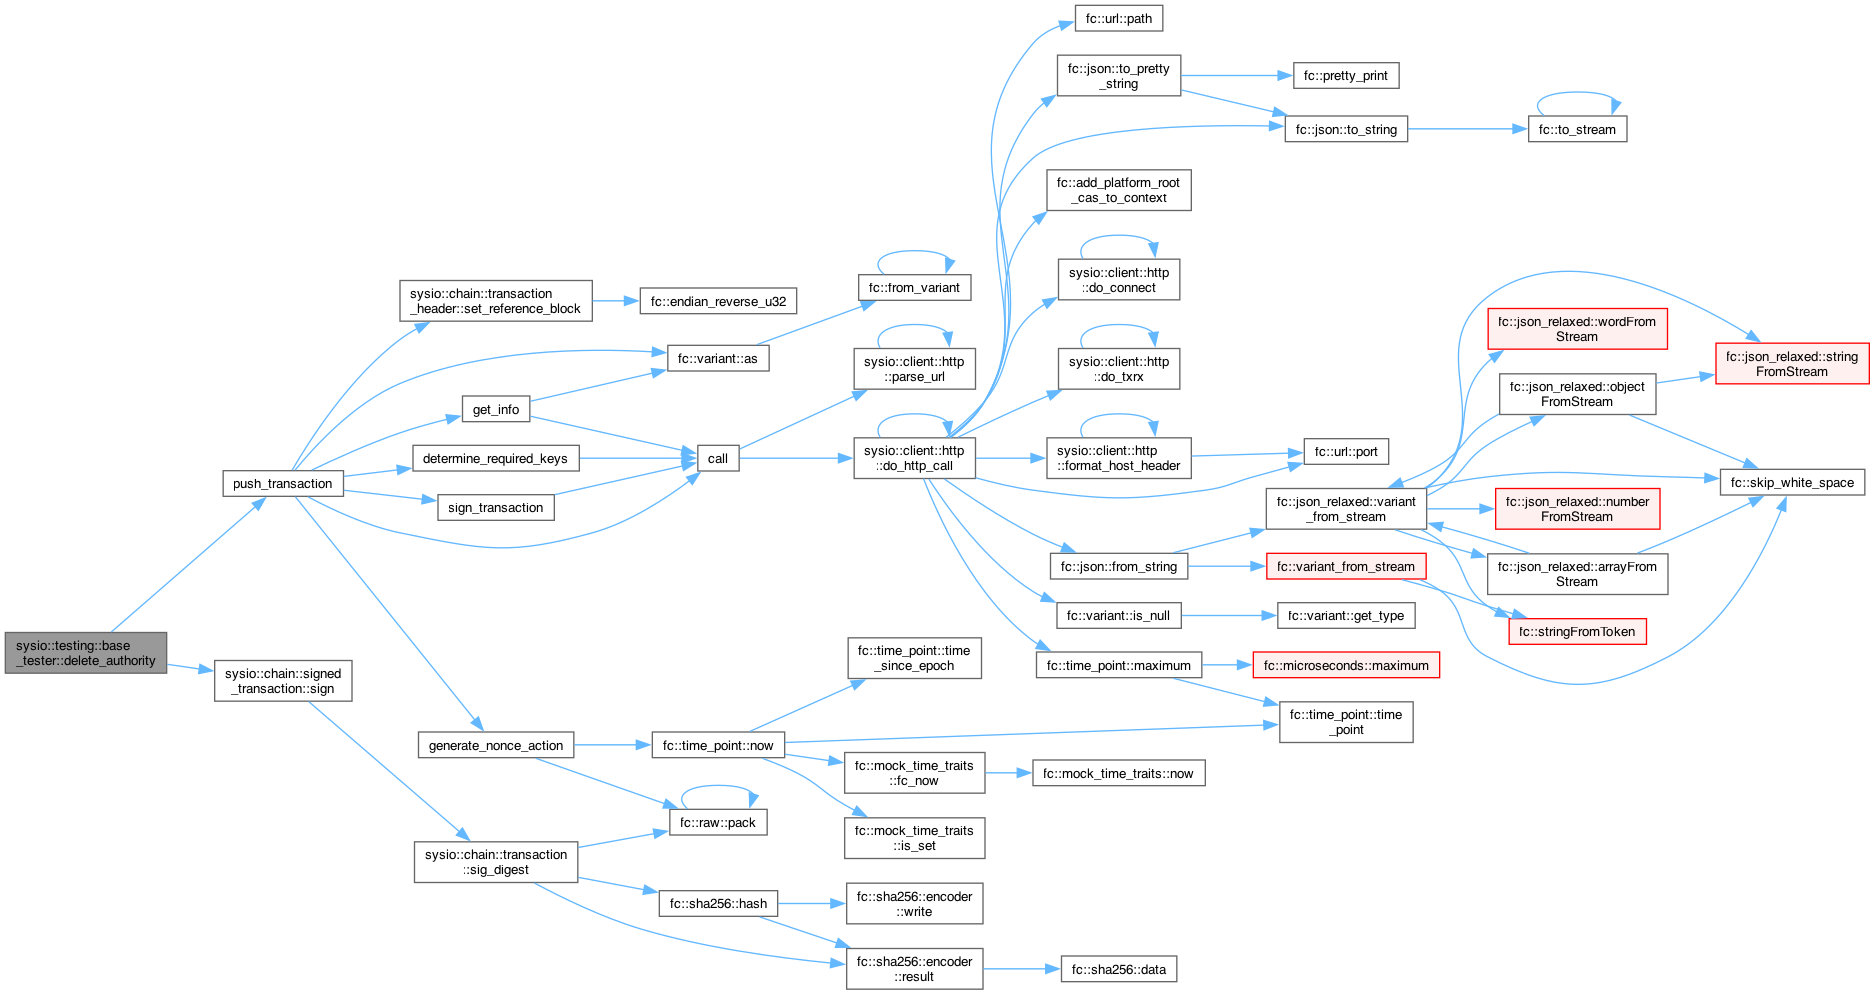 sysio::testing::base
_tester::delete_authority
push_transaction
sysio::chain::signed
_transaction::sign
sysio::chain::transaction
_header::set_reference_block
get_info
determine_required_keys
sign_transaction
generate_nonce_action
sysio::chain::transaction
::sig_digest
fc::endian_reverse_u32
fc::variant::as
call
fc::time_point::now
fc::raw::pack
fc::sha256::hash
fc::from_variant
sysio::client::http
::parse_url
sysio::client::http
::do_http_call
fc::time_point::time
_since_epoch
fc::mock_time_traits
::fc_now
fc::mock_time_traits
::is_set
fc::sha256::encoder
::write
fc::sha256::encoder
::result
fc::url::path
fc::json::to_pretty
_string
fc::add_platform_root
_cas_to_context
sysio::client::http
::do_connect
sysio::client::http
::do_txrx
sysio::client::http
::format_host_header
fc::json::from_string
fc::variant::is_null
fc::time_point::maximum
fc::mock_time_traits::now
fc::sha256::data
fc::pretty_print
fc::json::to_string
fc::url::port
fc::json_relaxed::variant
_from_stream
fc::variant_from_stream
fc::variant::get_type
fc::microseconds::maximum
fc::time_point::time
_point
fc::to_stream
fc::json_relaxed::wordFrom
Stream
fc::json_relaxed::object
FromStream
fc::json_relaxed::number
FromStream
fc::json_relaxed::arrayFrom
Stream
fc::stringFromToken
fc::json_relaxed::string
FromStream
fc::skip_white_space